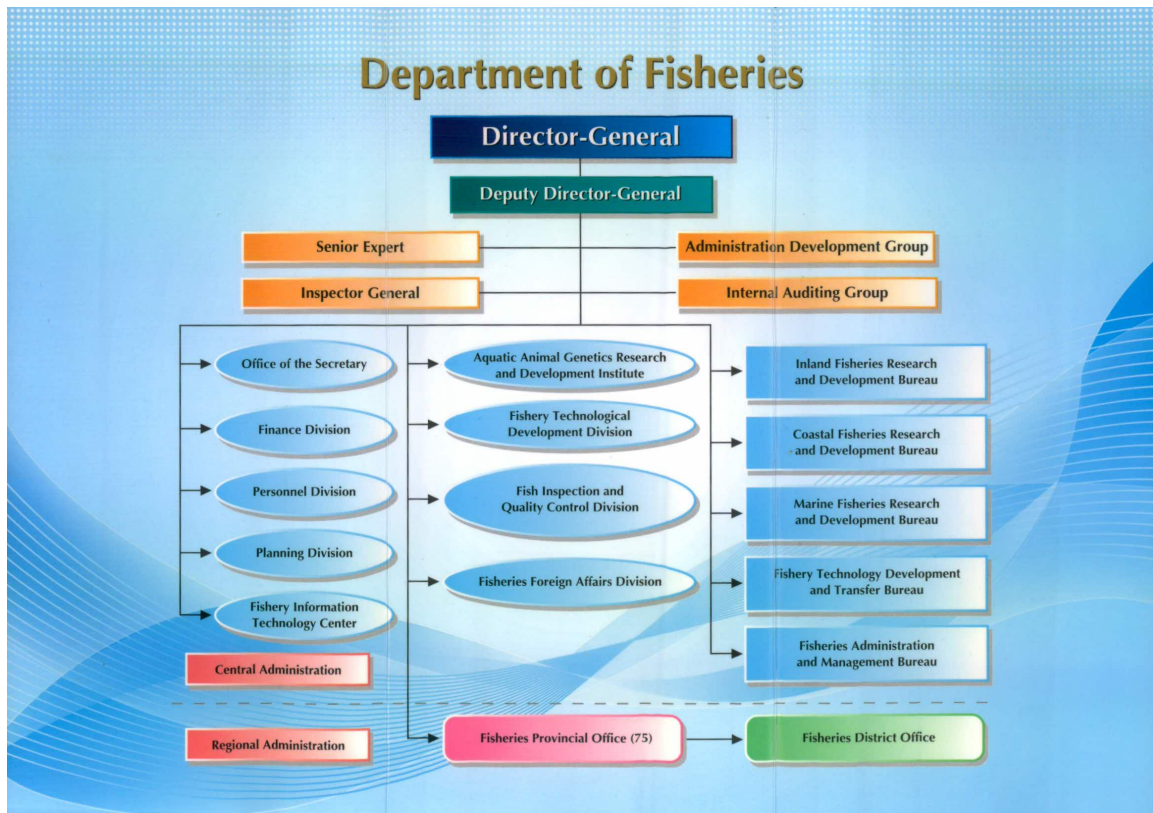 Department of Fisheries
Director-General
Deputy Director-General
Senior Expert
Administration Development Group
Inspector General
Internal Auditing Group
Office of the Secretary
Finance Division
Personnel Division
Planning Division
Fishery Information
Technology Center
Aquatic Animal Genetics Research
and Development Institute
Fishery Technological
Development Division
Fish Inspection and
Quality Control Division
Fisheries Foreign Affairs Division
Inland Fisheries Research
and Development Bureau
Coastal Fisheries Research
and Development Bureau
Marine Fisheries Research
and Development Bureau
Fishery Technology Development
and Transfer Bureau
Fisheries Administration
and Management Bureau
Central Administration
Regional Administration
Fisheries Provincial Office (75)
Fisheries District Office